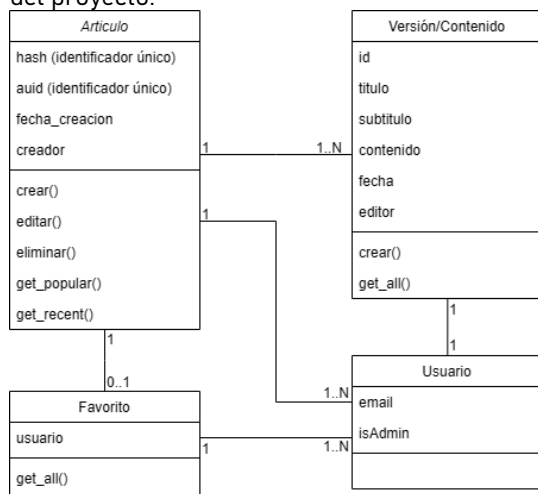 del proyecto.
Articulo
hash (identificador único)
auid (identificador único)
fecha_creacion
creador
crear()
editar()
eliminar()
get_popular()
get_recent()
Versión/Contenido
id
titulo
subtitulo
contenido
fecha
editor
crear()
get_all()
1
1..N
1
1..N
1
0..1
1
1
Favorito
usuario
get_all()
1
1..N
Usuario
email
isAdmin